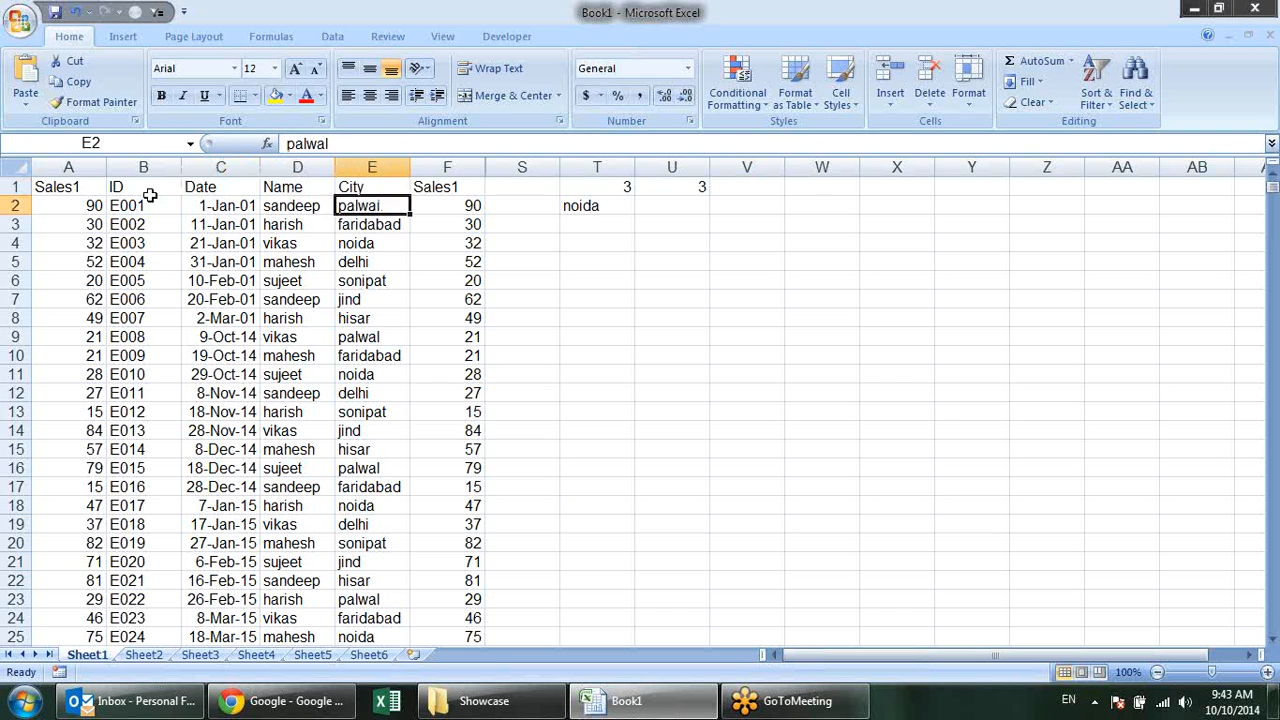 Book1 - Microsoft Excel
Home Insert Page Layout Formulas Data Review View Developer
Paste
Cut
Copy
Format Painter
Clipboard
Arial 12
B I U
Font
Wrap Text
Merge & Center
Alignment
General
$ % ,
Number
Conditional Formatting
Format as Table
Cell Styles
Styles
Insert
Delete
Format
Cells
AutoSum
Fill
Clear
Sort & Filter
Find & Select
Editing
E2 fx palwal
A B C D E F S T U V W X Y Z AA AB
1 Sales1 ID Date Name City Sales1 3 3
2 90 E001 1-Jan-01 sandeep palwal 90 noida
3 30 E002 11-Jan-01 harish faridabad 30
4 32 E003 21-Jan-01 vikas noida 32
5 52 E004 31-Jan-01 mahesh delhi 52
6 20 E005 10-Feb-01 sujeet sonipat 20
7 62 E006 20-Feb-01 sandeep jind 62
8 49 E007 2-Mar-01 harish hisar 49
9 21 E008 9-Oct-14 vikas palwal 21
10 21 E009 19-Oct-14 mahesh faridabad 21
11 28 E010 29-Oct-14 sujeet noida 28
12 27 E011 8-Nov-14 sandeep delhi 27
13 15 E012 18-Nov-14 harish sonipat 15
14 84 E013 28-Nov-14 vikas jind 84
15 57 E014 8-Dec-14 mahesh hisar 57
16 79 E015 18-Dec-14 sujeet palwal 79
17 15 E016 28-Dec-14 sandeep faridabad 15
18 47 E017 7-Jan-15 harish noida 47
19 37 E018 17-Jan-15 vikas delhi 37
20 82 E019 27-Jan-15 mahesh sonipat 82
21 71 E020 6-Feb-15 sujeet jind 71
22 81 E021 16-Feb-15 sandeep hisar 81
23 29 E022 26-Feb-15 harish palwal 29
24 46 E023 8-Mar-15 vikas faridabad 46
25 75 E024 18-Mar-15 mahesh noida 75
Sheet1 Sheet2 Sheet3 Sheet4 Sheet5 Sheet6
Ready 100%
Inbox - Personal F...
Google - Google ...
Showcase
Book1
GoToMeeting
EN
9:43 AM
10/10/2014